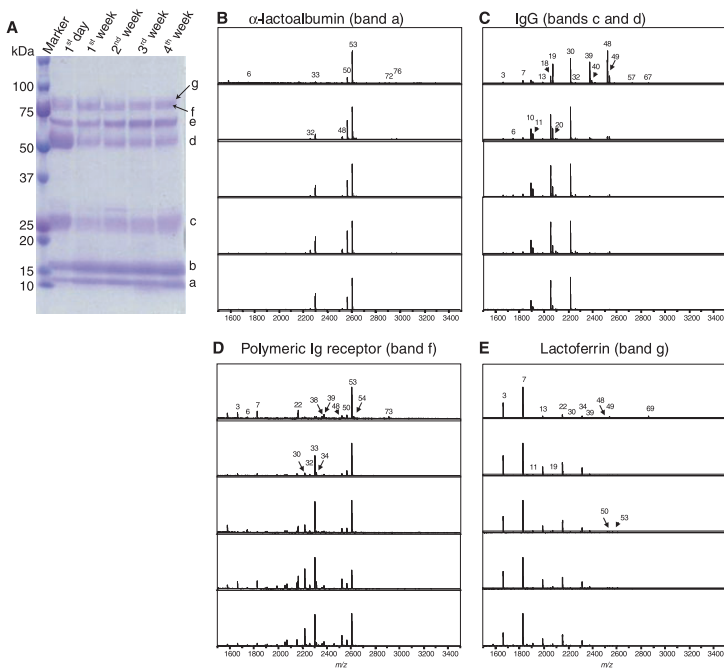 A
kDa
Marker
1st day
1st week
2nd week
3rd week
4th week
100
75
50
37
25
20
15
10
g
f
e
d
c
b
a
B
α-lactoalbumin (band a)
6
33
50
53
72
76
32
48
1600 1800 2000 2200 2400 2600 2800 3000 3200 3400
C
IgG (bands c and d)
3
13
18
19
30
32
39
40
48
49
57
67
6
10
11
20
1600 1800 2000 2200 2400 2600 2800 3000 3200 3400
D
Polymeric Ig receptor (band f)
3
6
7
22
38
39
48
50
53
54
73
30
32
33
34
1600 1800 2000 2200 2400 2600 2800 3000 3200 3400
m/z
E
Lactoferrin (band g)
3
7
13
22
30
34
39
48
49
69
11
19
50
53
1600 1800 2000 2200 2400 2600 2800 3000 3200 3400
m/z